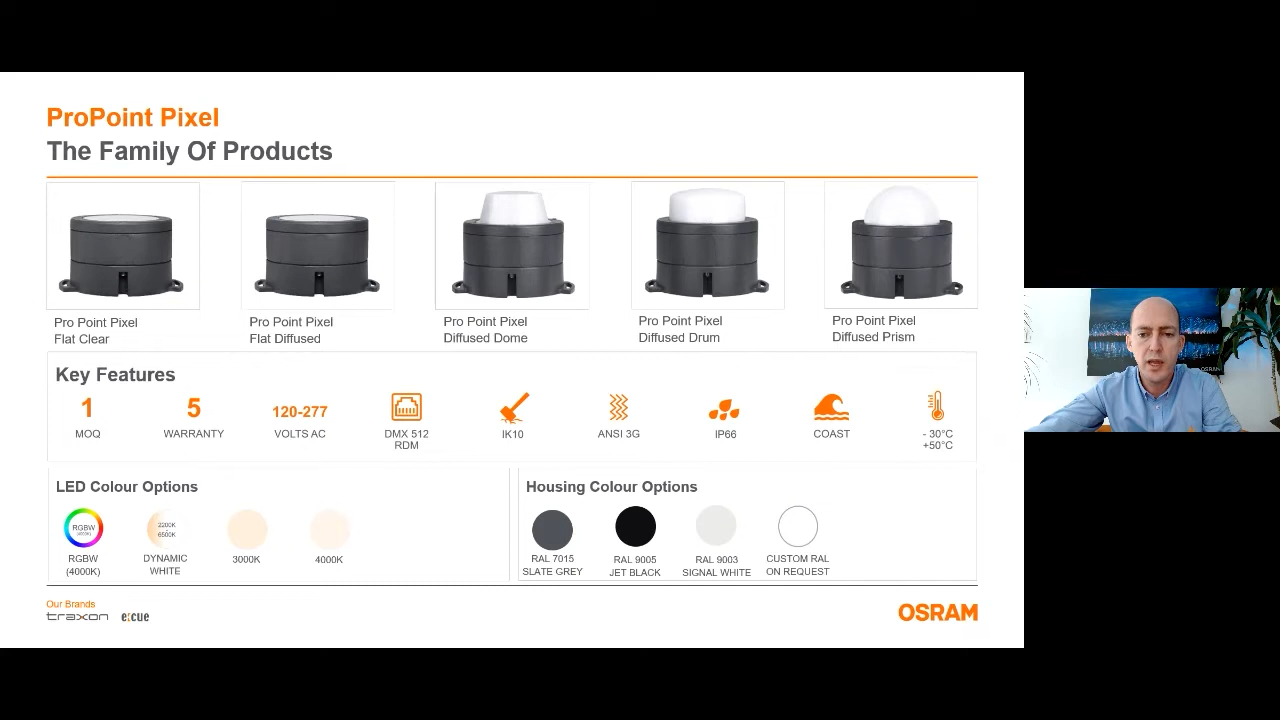 ProPoint Pixel
The Family Of Products
Pro Point Pixel
Flat Clear
Pro Point Pixel
Flat Diffused
Pro Point Pixel
Diffused Dome
Pro Point Pixel
Diffused Drum
Pro Point Pixel
Diffused Prism
Key Features
1
MOQ
5
WARRANTY
120-277
VOLTS AC
DMX 512
RDM
IK10
ANSI 3G
IP66
COAST
- 30°C
+50°C
LED Colour Options
RGBW
(4000K)
RGBW
(4000K)
2200K
-
6500K
DYNAMIC
WHITE
3000K
4000K
Housing Colour Options
RAL 7015
SLATE GREY
RAL 9005
JET BLACK
RAL 9003
SIGNAL WHITE
CUSTOM RAL
ON REQUEST
Our Brands
traxon e:cue
OSRAM
OSRAM